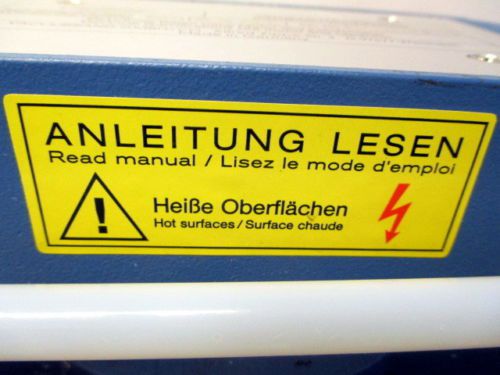 ANLEITUNG LESEN
Read manual / Lisez le mode d'emploi
Heiße Oberflächen
Hot surfaces / Surface chaude